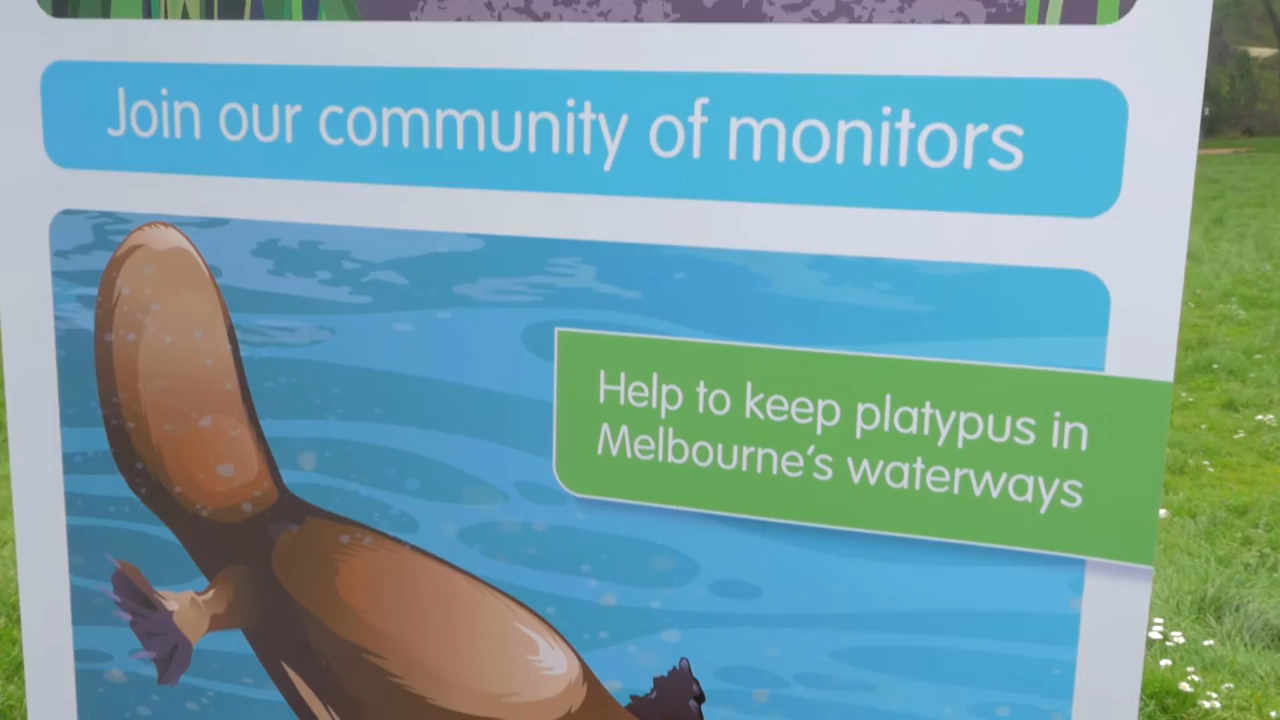 Join our community of monitors
Help to keep platypus in
Melbourne's waterways